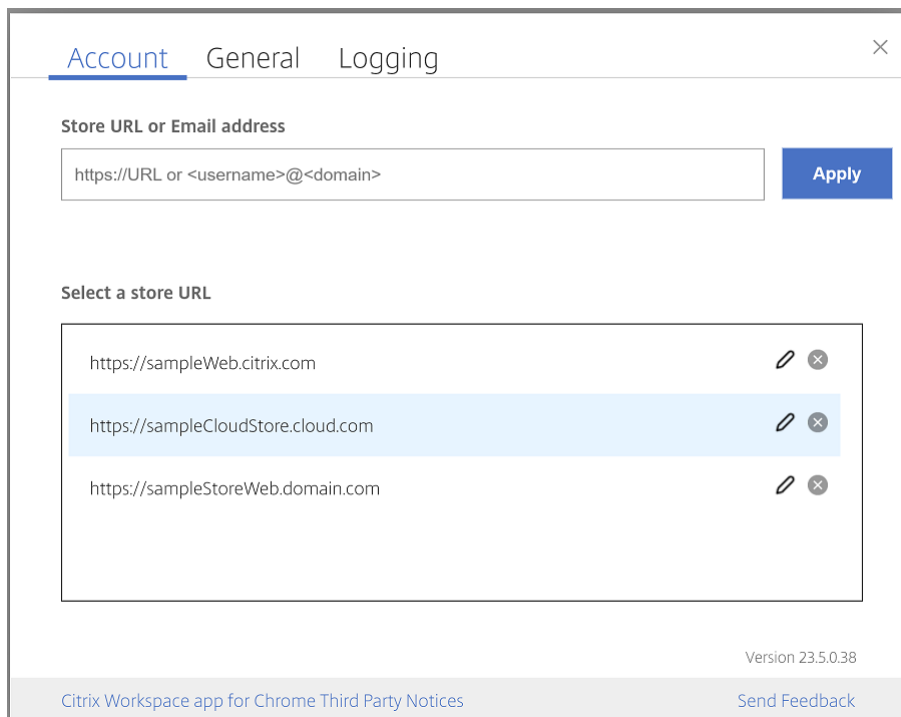 Account General Logging
Store URL or Email address
https://URL or <username>@<domain>
Apply
Select a store URL
https://sampleWeb.citrix.com
https://sampleCloudStore.cloud.com
https://sampleStoreWeb.domain.com
Version 23.5.0.38
Citrix Workspace app for Chrome Third Party Notices
Send Feedback